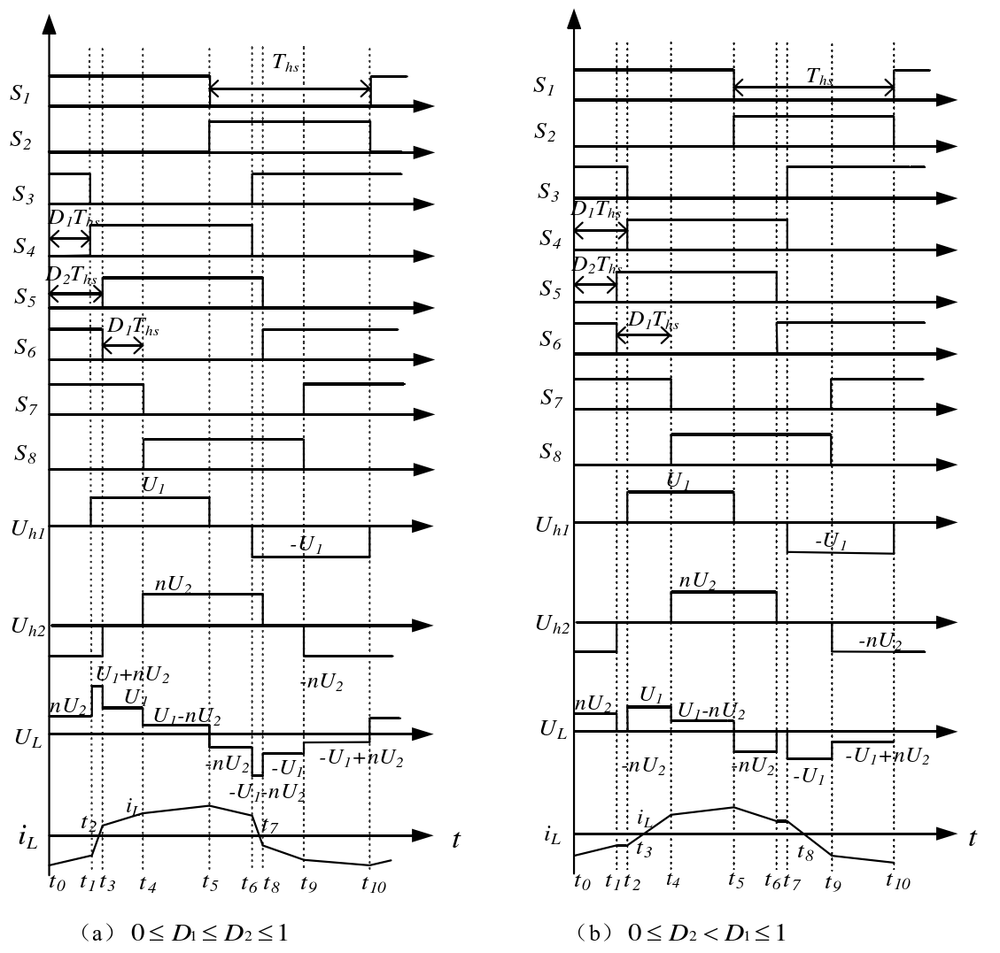 T_hs
S_1
S_2
S_3
D_1T_hs
S_4
D_2T_hs
S_5
D_1T_hs
S_6
S_7
S_8
U_1
U_h1
-U_1
nU_2
U_h2
-nU_2
U_1+nU_2
nU_2
U_1
U_1-nU_2
U_L
-nU_2
-U_1
-U_1+nU_2
-U_1-nU_2
i_L
t_2
t_7
i_L
t
t_0 t_1 t_3 t_4 t_5 t_6 t_8 t_9 t_10
（a） 0 ≤ D_1 ≤ D_2 ≤ 1
T_hs
S_1
S_2
S_3
D_1T_hs
S_4
D_2T_hs
S_5
D_1T_hs
S_6
S_7
S_8
U_1
U_h1
-U_1
nU_2
U_h2
-nU_2
nU_2
U_1
U_1-nU_2
U_L
-nU_2
-nU_2
-U_1
-U_1+nU_2
i_L
i_L
t_3
t_8
t
t_0 t_1 t_2 t_4 t_5 t_6 t_7 t_9 t_10
（b） 0 ≤ D_2 < D_1 ≤ 1